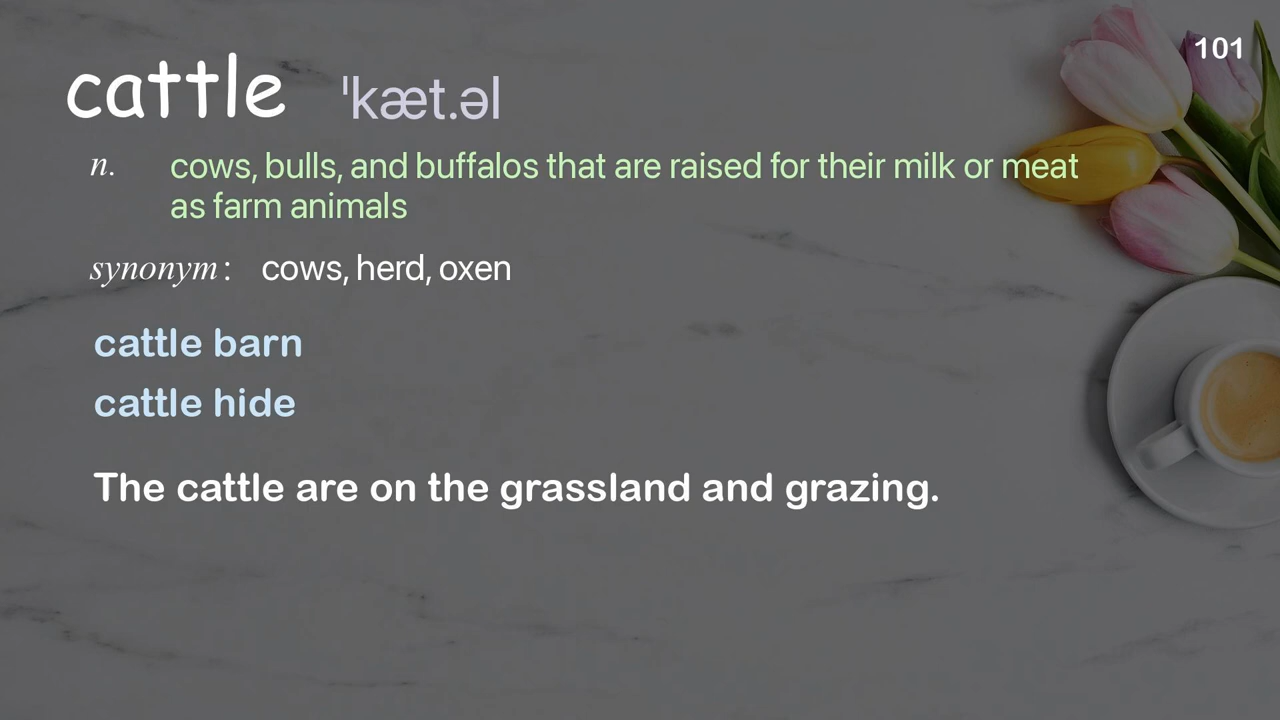 101
cattle ˈkæt.əl
n. cows, bulls, and buffalos that are raised for their milk or meat
as farm animals
synonym: cows, herd, oxen
cattle barn
cattle hide
The cattle are on the grassland and grazing.